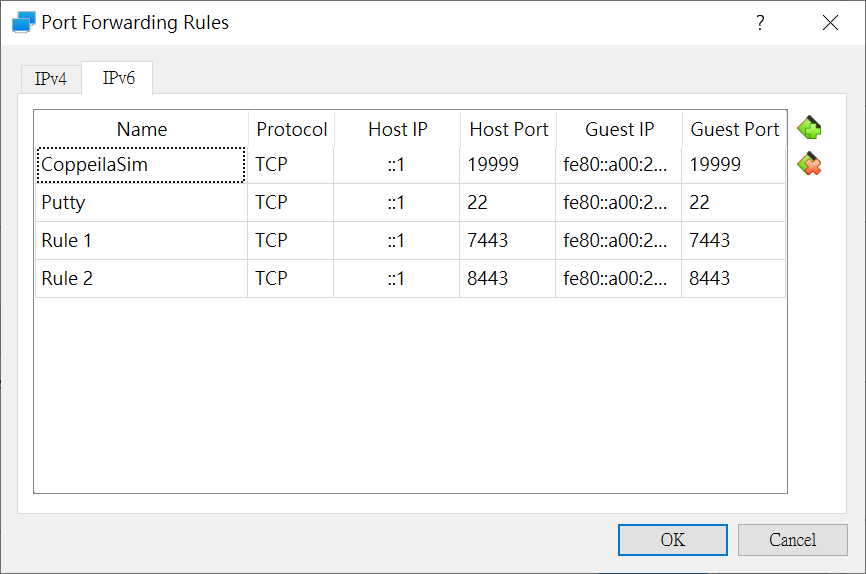 Port Forwarding Rules ?
IPv4 IPv6
Name Protocol Host IP Host Port Guest IP Guest Port
CoppeilaSim TCP ::1 19999 fe80::a00:2... 19999
Putty TCP ::1 22 fe80::a00:2... 22
Rule 1 TCP ::1 7443 fe80::a00:2... 7443
Rule 2 TCP ::1 8443 fe80::a00:2... 8443
OK Cancel